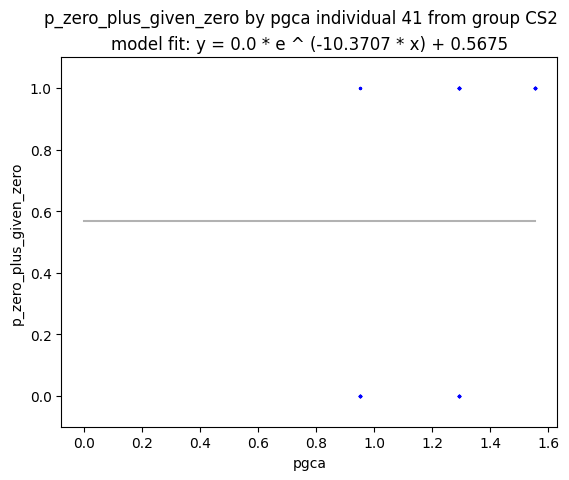 p_zero_plus_given_zero by pgca individual 41 from group CS2
model fit: y = 0.0 * e ^ (-10.3707 * x) + 0.5675
1.0
0.8
0.6
0.4
0.2
0.0
p_zero_plus_given_zero
0.0 0.2 0.4 0.6 0.8 1.0 1.2 1.4 1.6
pgca